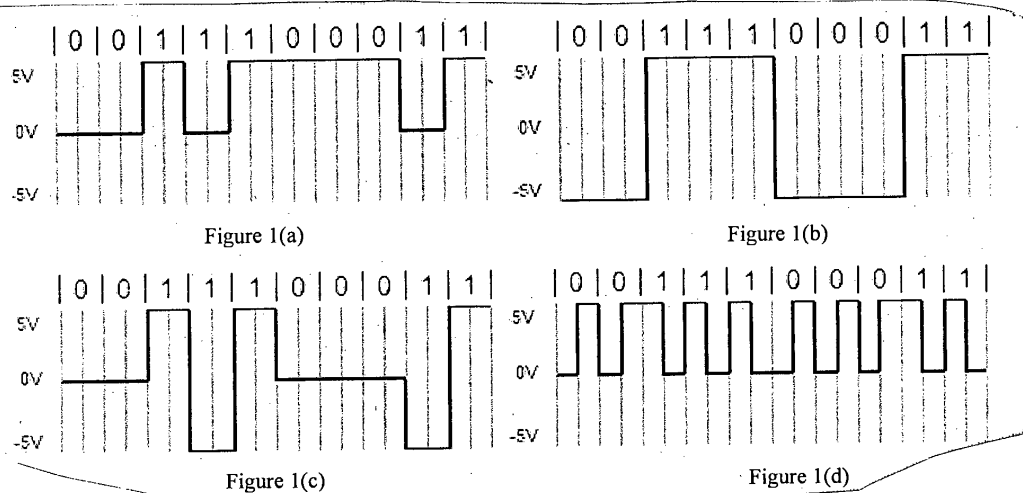 | 0 | 0 | 1 | 1 | 1 | 0 | 0 | 0 | 1 | 1 |
5V
0V
-5V
Figure 1(a)
| 0 | 0 | 1 | 1 | 1 | 0 | 0 | 0 | 1 | 1 |
5V
0V
-5V
Figure 1(b)
| 0 | 0 | 1 | 1 | 1 | 0 | 0 | 0 | 1 | 1 |
5V
0V
-5V
Figure 1(c)
| 0 | 0 | 1 | 1 | 1 | 0 | 0 | 0 | 1 | 1 |
5V
0V
-5V
Figure 1(d)